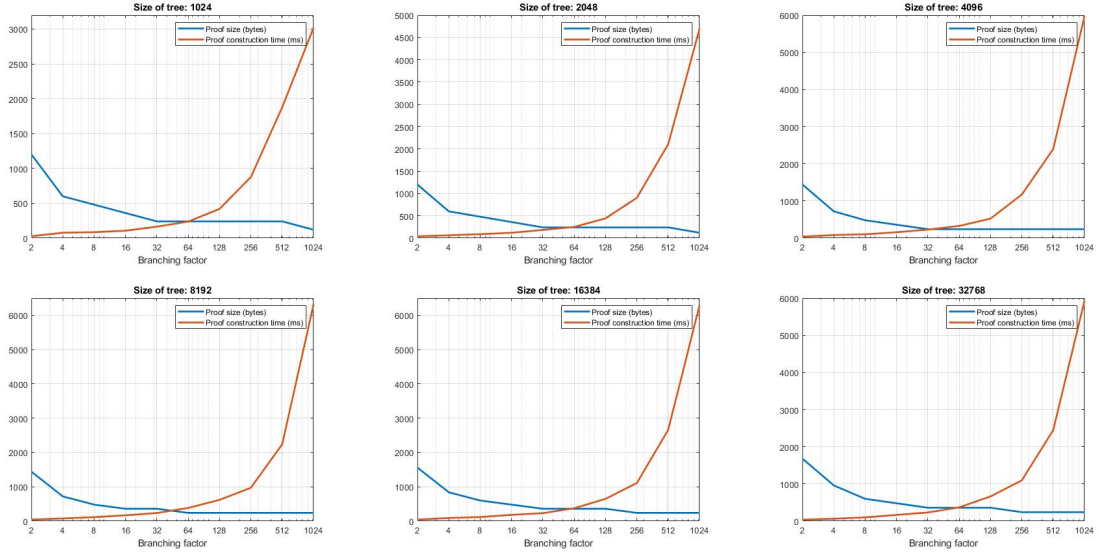 Size of tree: 1024
Proof size (bytes)
Proof construction time (ms)
3000
2500
2000
1500
1000
500
0
2 4 8 16 32 64 128 256 512 1024
Branching factor
Size of tree: 2048
Proof size (bytes)
Proof construction time (ms)
5000
4500
4000
3500
3000
2500
2000
1500
1000
500
0
2 4 8 16 32 64 128 256 512 1024
Branching factor
Size of tree: 4096
Proof size (bytes)
Proof construction time (ms)
6000
5000
4000
3000
2000
1000
0
2 4 8 16 32 64 128 256 512 1024
Branching factor
Size of tree: 8192
Proof size (bytes)
Proof construction time (ms)
6000
5000
4000
3000
2000
1000
0
2 4 8 16 32 64 128 256 512 1024
Branching factor
Size of tree: 16384
Proof size (bytes)
Proof construction time (ms)
6000
5000
4000
3000
2000
1000
0
2 4 8 16 32 64 128 256 512 1024
Branching factor
Size of tree: 32768
Proof size (bytes)
Proof construction time (ms)
6000
5000
4000
3000
2000
1000
0
2 4 8 16 32 64 128 256 512 1024
Branching factor